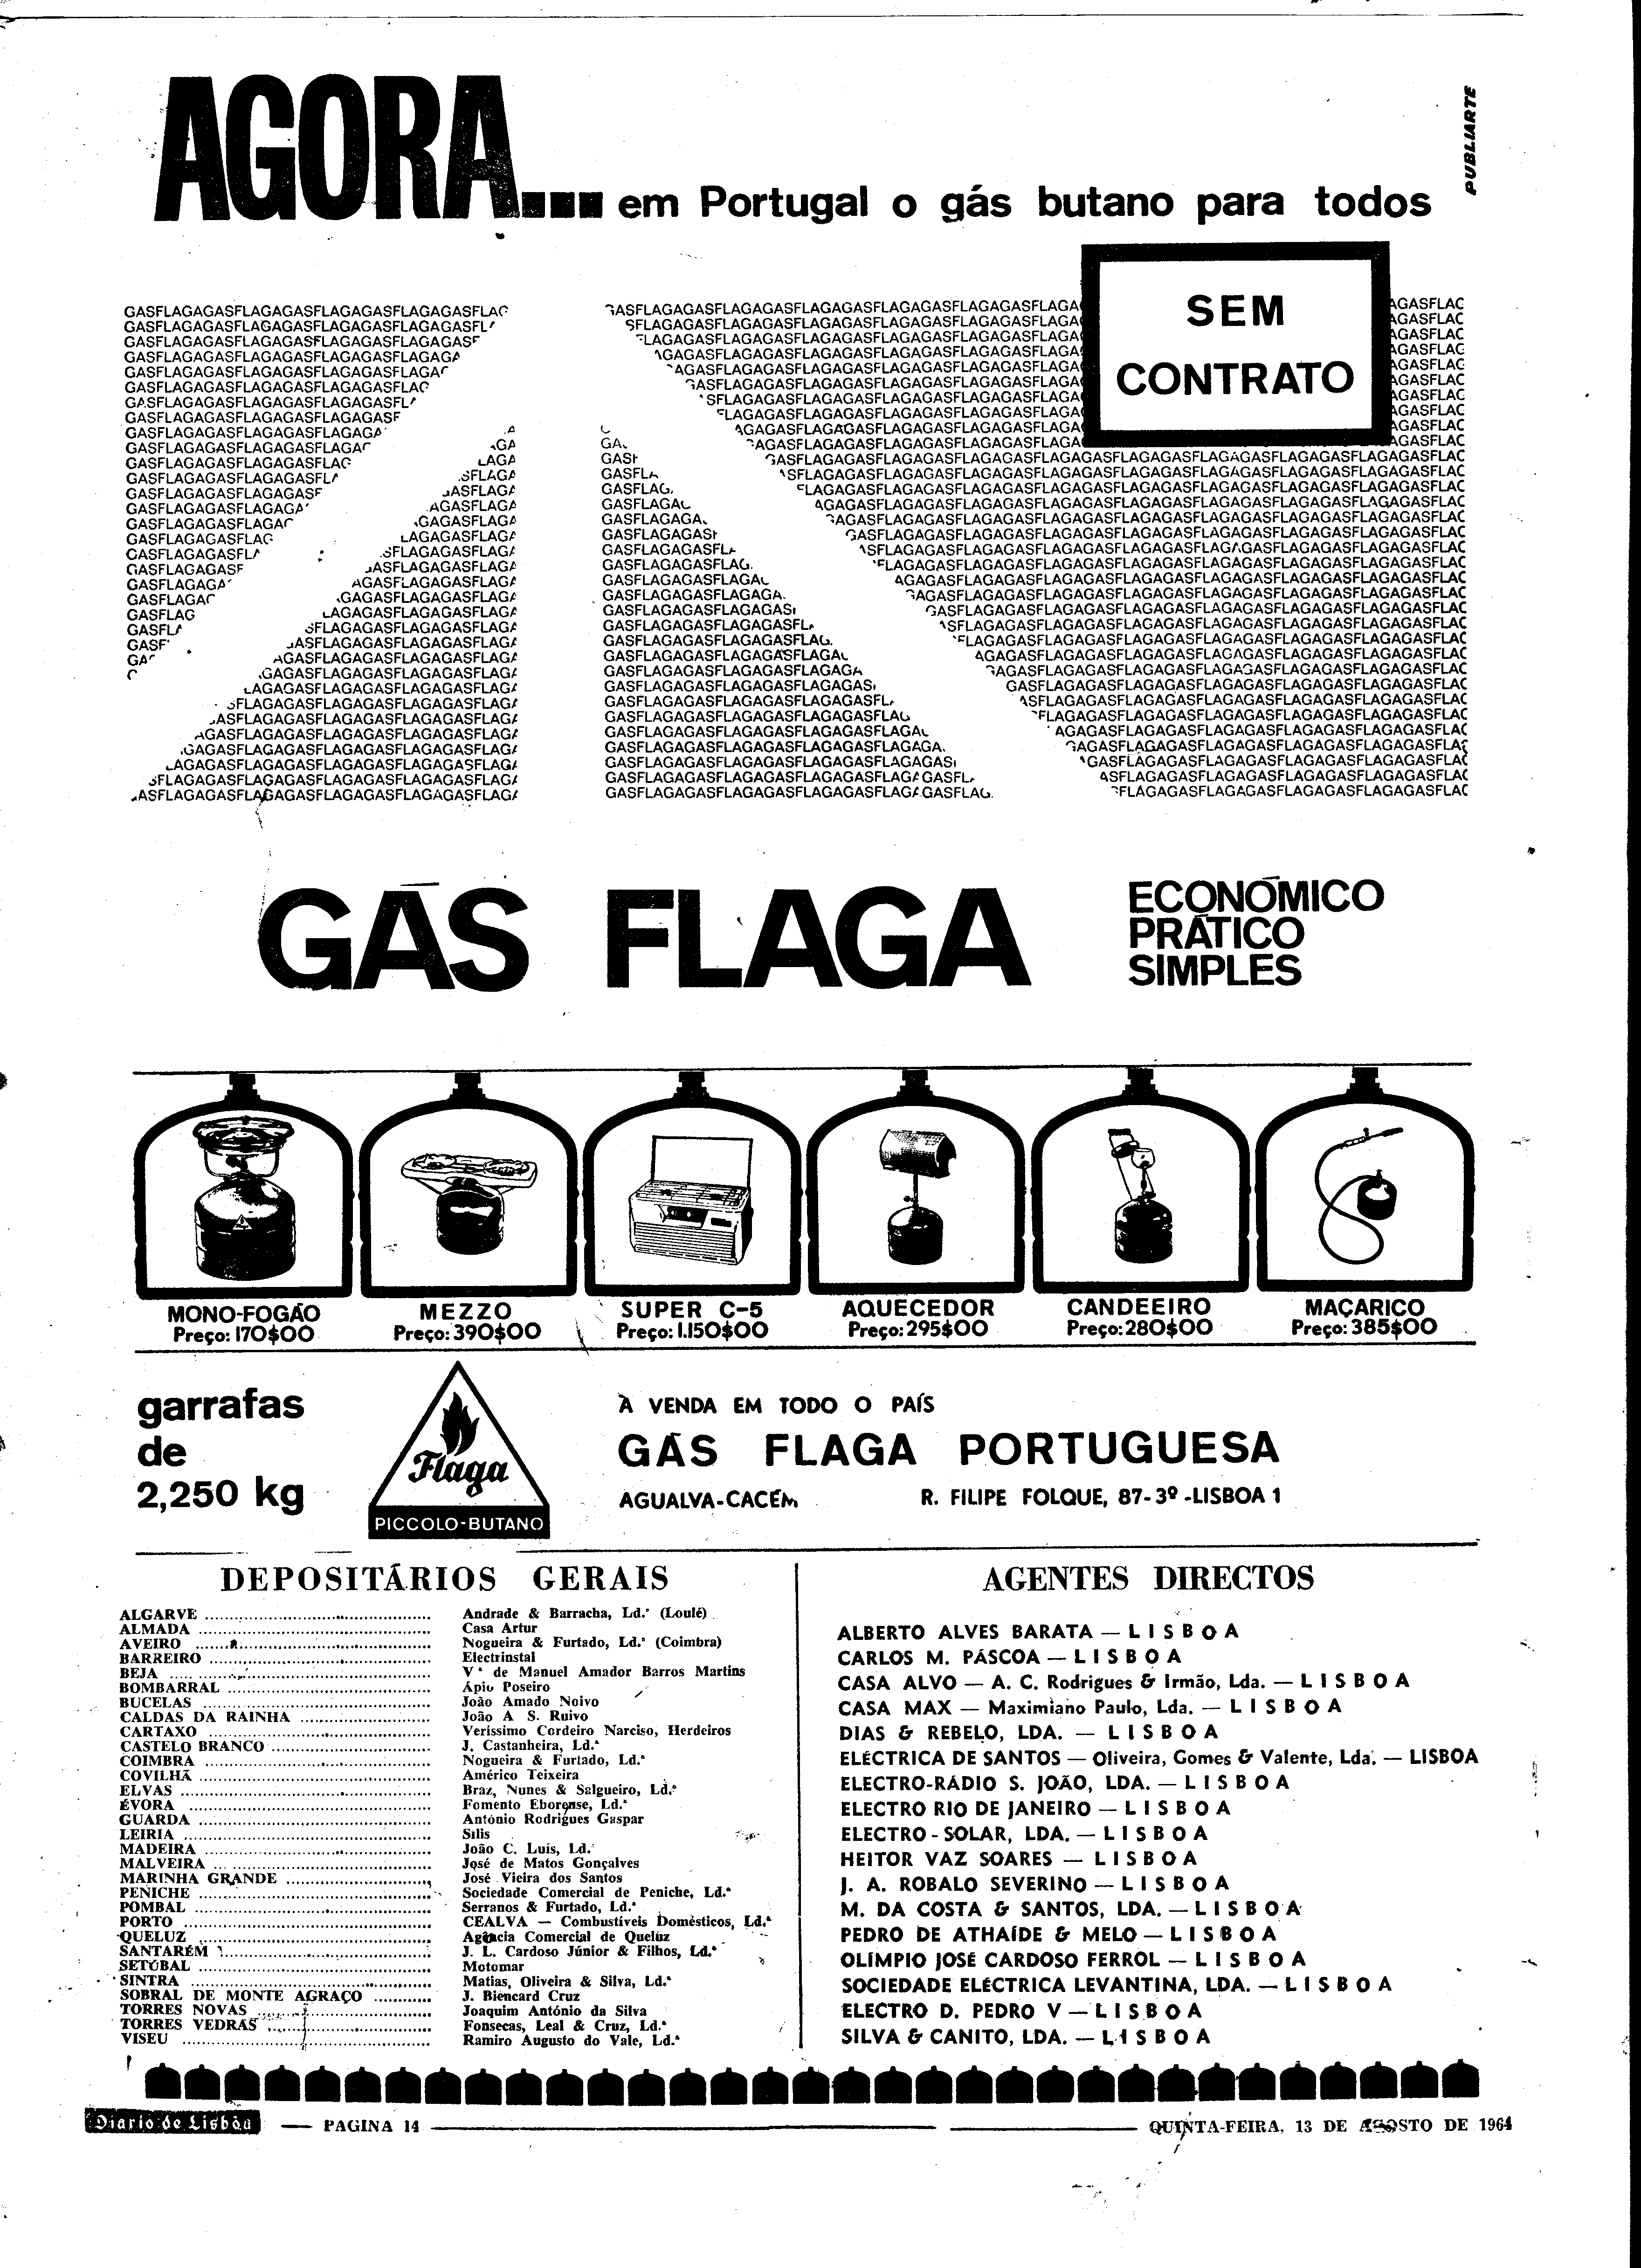 PUBLIARTE
AGORA... em Portugal o gás butano para todos
SEM
CONTRATO
GÁS FLAGA
ECONÓMICO
PRÁTICO
SIMPLES
MONO-FOGÃO
Preço: 170$00
MEZZO
Preço: 390$00
SUPER C-5
Preço: 1.150$00
AQUECEDOR
Preço: 295$00
CANDEEIRO
Preço: 280$00
MAÇARICO
Preço: 385$00
garrafas
de
2,250 kg
Flaga
PICCOLO-BUTANO
À VENDA EM TODO O PAÍS
GÁS FLAGA PORTUGUESA
AGUALVA-CACÉM R. FILIPE FOLQUE, 87-3º-LISBOA 1
DEPOSITÁRIOS GERAIS
ALGARVE ........ Andrade & Barracha, Ld.ª (Loulé)
ALMADA ........ Casa Artur
AVEIRO ........ Nogueira & Furtado, Ld.ª (Coimbra)
BARREIRO ........ Electrinstal
BEJA ........ Vª de Manuel Amador Barros Martins
BOMBARRAL ........ Ápio Poseiro
BUCELAS ........ João Amado Noivo
CALDAS DA RAINHA ........ João A S. Ruivo
CARTAXO ........ Veríssimo Cordeiro Narciso, Herdeiros
CASTELO BRANCO ........ J. Castanheira, Ld.ª
COIMBRA ........ Nogueira & Furtado, Ld.ª
COVILHÃ ........ Américo Teixeira
ELVAS ........ Braz, Nunes & Salgueiro, Ld.ª
ÉVORA ........ Fomento Eborense, Ld.ª
GUARDA ........ António Rodrigues Gaspar
LEIRIA ........ Silis
MADEIRA ........ João C. Luís, Ld.ª
MALVEIRA ........ José de Matos Gonçalves
MARINHA GRANDE ........ José Vieira dos Santos
PENICHE ........ Sociedade Comercial de Peniche, Ld.ª
POMBAL ........ Serranos & Furtado, Ld.ª
PORTO ........ CEALVA — Combustíveis Domésticos, Ld.ª
QUELUZ ........ Agência Comercial de Queluz
SANTARÉM ........ J. L. Cardoso Júnior & Filhos, Ld.ª
SETÚBAL ........ Motomar
SINTRA ........ Matias, Oliveira & Silva, Ld.ª
SOBRAL DE MONTE AGRAÇO ........ J. Biencard Cruz
TORRES NOVAS ........ Joaquim António da Silva
TORRES VEDRAS ........ Fonsecas, Leal & Cruz, Ld.ª
VISEU ........ Ramiro Augusto do Vale, Ld.ª
AGENTES DIRECTOS
ALBERTO ALVES BARATA — LISBOA
CARLOS M. PÁSCOA — LISBOA
CASA ALVO — A. C. Rodrigues & Irmão, Lda. — LISBOA
CASA MAX — Maximiano Paulo, Lda. — LISBOA
DIAS & REBELO, LDA. — LISBOA
ELÉCTRICA DE SANTOS — Oliveira, Gomes & Valente, Lda. — LISBOA
ELECTRO-RÁDIO S. JOÃO, LDA. — LISBOA
ELECTRO RIO DE JANEIRO — LISBOA
ELECTRO-SOLAR, LDA. — LISBOA
HEITOR VAZ SOARES — LISBOA
J. A. ROBALO SEVERINO — LISBOA
M. DA COSTA & SANTOS, LDA. — LISBOA
PEDRO DE ATHAÍDE & MELO — LISBOA
OLÍMPIO JOSÉ CARDOSO FERROL — LISBOA
SOCIEDADE ELÉCTRICA LEVANTINA, LDA. — LISBOA
ELECTRO D. PEDRO V — LISBOA
SILVA & CANITO, LDA. — LISBOA
Diario de Lisbôa — PAGINA 14 — QUINTA-FEIRA, 13 DE AGOSTO DE 1964